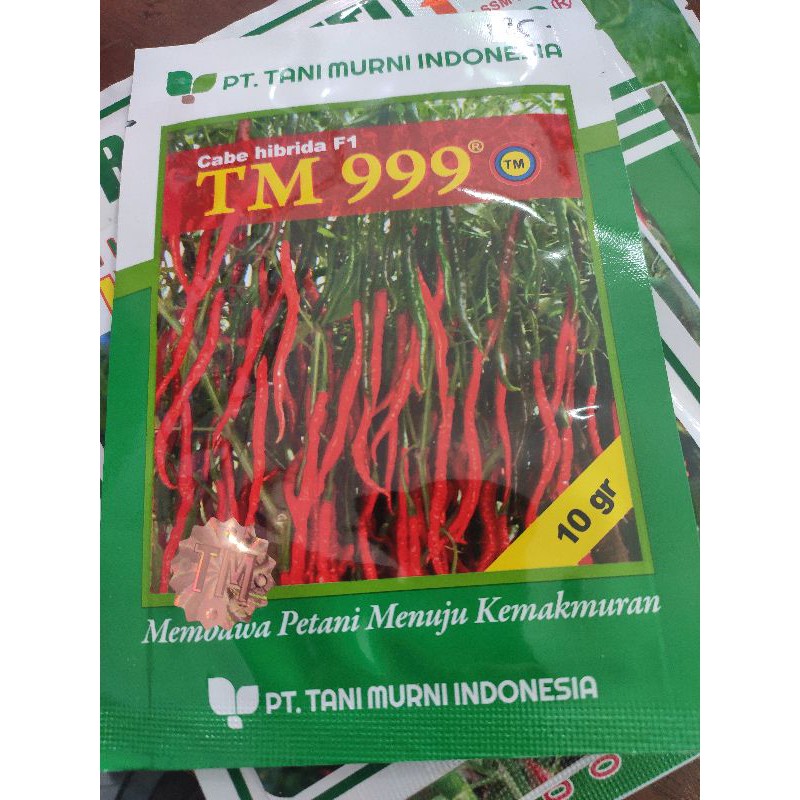 PT. TANI MURNI INDONESIA
Cabe hibrida F1
TM 999®
TM
10 gr
TM
Membawa Petani Menuju Kemakmuran
PT. TANI MURNI INDONESIA